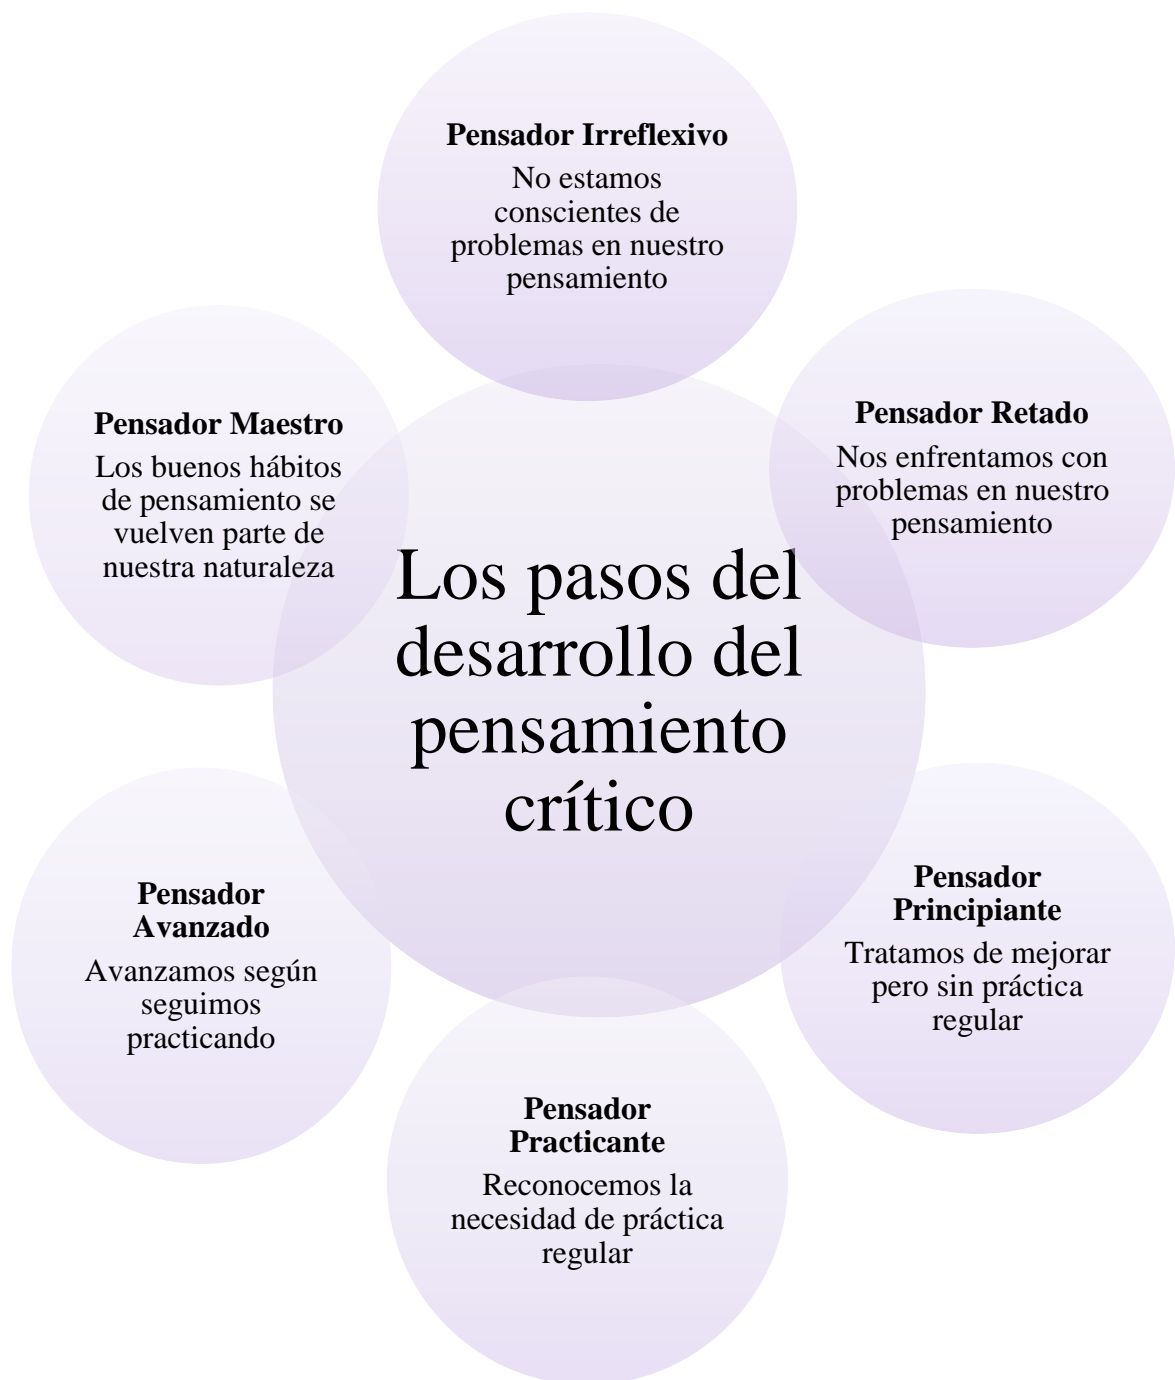 Pensador Irreflexivo
No estamos
conscientes de
problemas en nuestro
pensamiento
Pensador Retado
Nos enfrentamos con
problemas en nuestro
pensamiento
Pensador
Principiante
Tratamos de mejorar
pero sin práctica
regular
Pensador
Practicante
Reconocemos la
necesidad de práctica
regular
Pensador
Avanzado
Avanzamos según
seguimos
practicando
Pensador Maestro
Los buenos hábitos
de pensamiento se
vuelven parte de
nuestra naturaleza
Los pasos del
desarrollo del
pensamiento
crítico